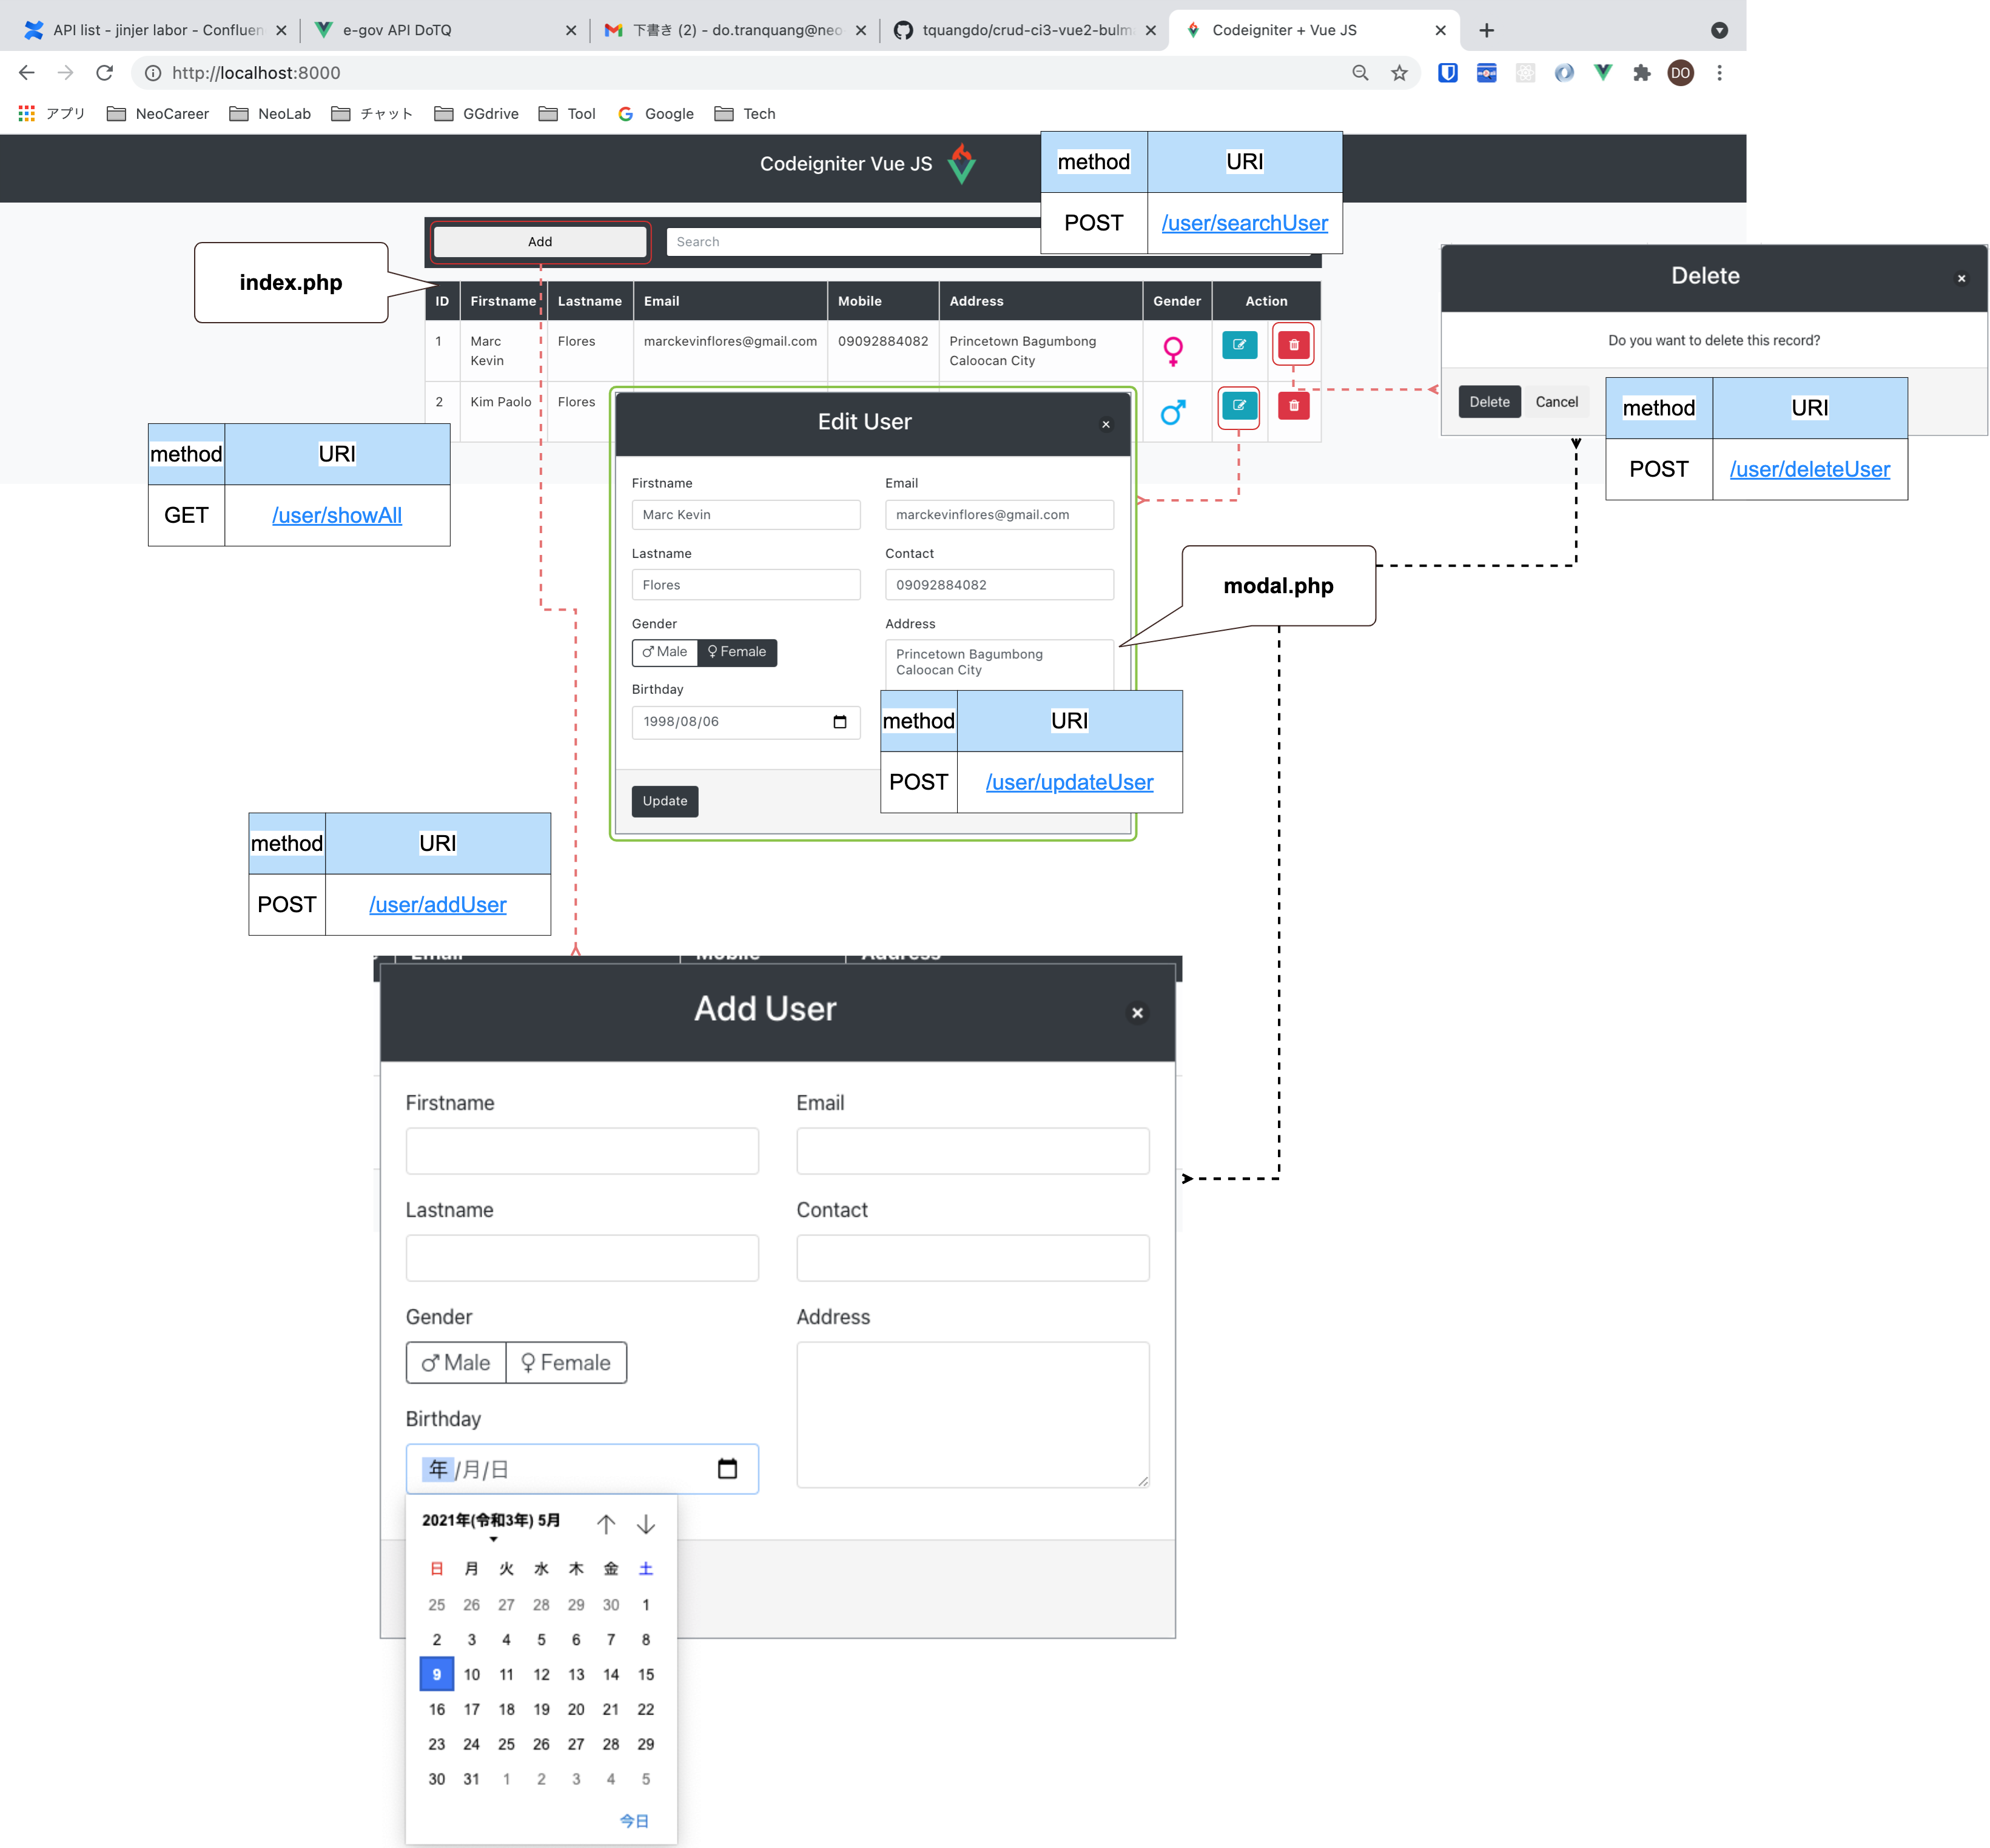 API list - jinjer labor - Confluen
e-gov API DoTQ
下書き (2) - do.tranquang@neo
tquangdo/crud-ci3-vue2-bulm
Codeigniter + Vue JS
http://localhost:8000
DO
アプリ
NeoCareer
NeoLab
チャット
GGdrive
Tool
Google
Tech
Codeigniter Vue JS
method URI
POST /user/searchUser
Add
Search
index.php
ID Firstname Lastname Email Mobile Address Gender Action
1 Marc Kevin Flores marckevinflores@gmail.com 09092884082 Princetown Bagumbong
Caloocan City
2 Kim Paolo Flores
Delete
Do you want to delete this record?
Delete Cancel
method URI
POST /user/deleteUser
method URI
GET /user/showAll
Edit User
Firstname Email
Marc Kevin marckevinflores@gmail.com
Lastname Contact
Flores 09092884082
Gender Address
Male Female
Princetown Bagumbong
Caloocan City
Birthday
1998/08/06
Update
modal.php
method URI
POST /user/updateUser
method URI
POST /user/addUser
Email Mobile Address
Add User
Firstname Email
Lastname Contact
Gender Address
Male Female
Birthday
年/月/日
2021年(令和3年) 5月
日 月 火 水 木 金 土
25 26 27 28 29 30 1
2 3 4 5 6 7 8
9 10 11 12 13 14 15
16 17 18 19 20 21 22
23 24 25 26 27 28 29
30 31 1 2 3 4 5
今日